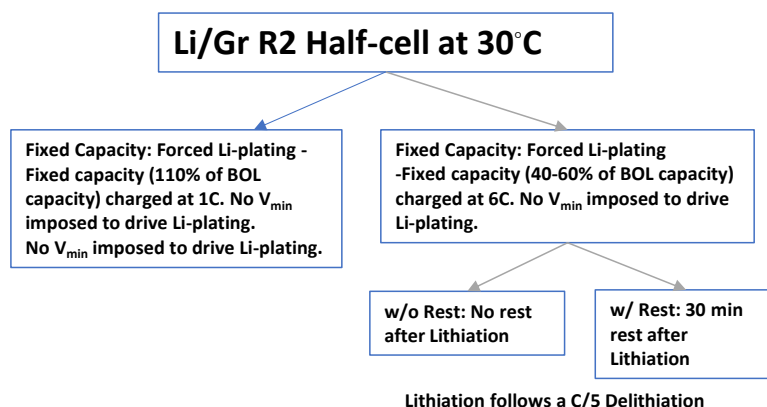 Li/Gr R2 Half-cell at 30°C
Fixed Capacity: Forced Li-plating -
Fixed capacity (110% of BOL
capacity) charged at 1C. No Vmin
imposed to drive Li-plating.
No Vmin imposed to drive Li-plating.
Fixed Capacity: Forced Li-plating
-Fixed capacity (40-60% of BOL capacity)
charged at 6C. No Vmin imposed to drive
Li-plating.
w/o Rest: No rest
after Lithiation
w/ Rest: 30 min
rest after
Lithiation
Lithiation follows a C/5 Delithiation